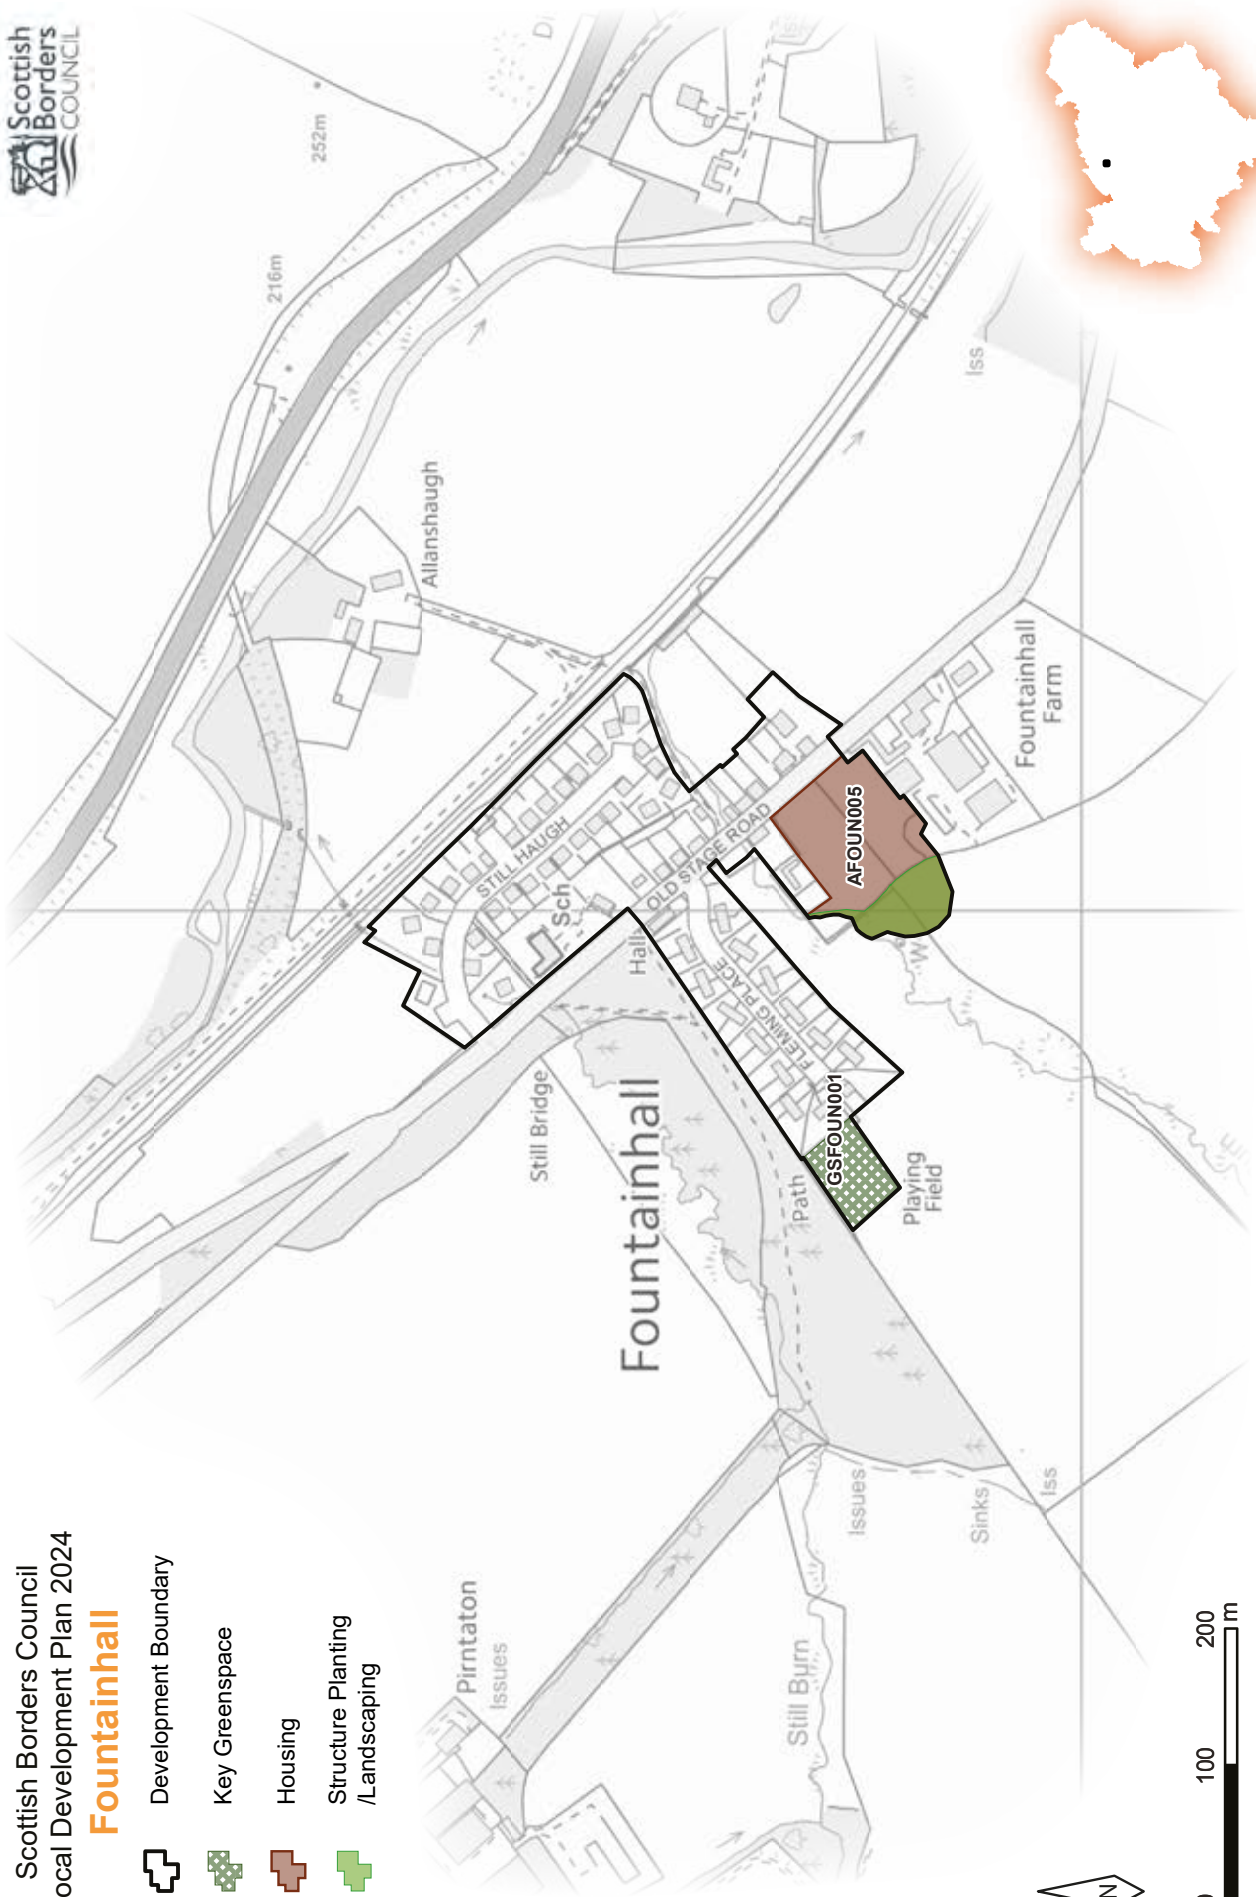 Scottish Borders Council
ocal Development Plan 2024
Fountainhall
Development Boundary
Key Greenspace
Housing
Structure Planting
/Landscaping
Scottish
Borders
COUNCIL
252m
216m
Allanshaugh
STILL HAUGH
Sch
Hall
OLD STAGE ROAD
FLEMING PLACE
Still Bridge
Fountainhall
AFOUN005
GSFOUN001
Path
Playing
Field
Fountainhall
Farm
Iss
W
Pirntaton
Issues
Still Burn
Issues
Sinks
Iss
N
100
200
m